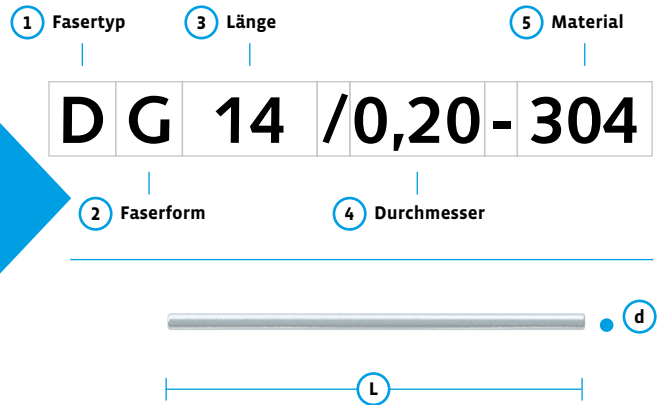 1 Fasertyp 3 Länge 5 Material
D G 14 /0,20- 304
2 Faserform 4 Durchmesser
d
L